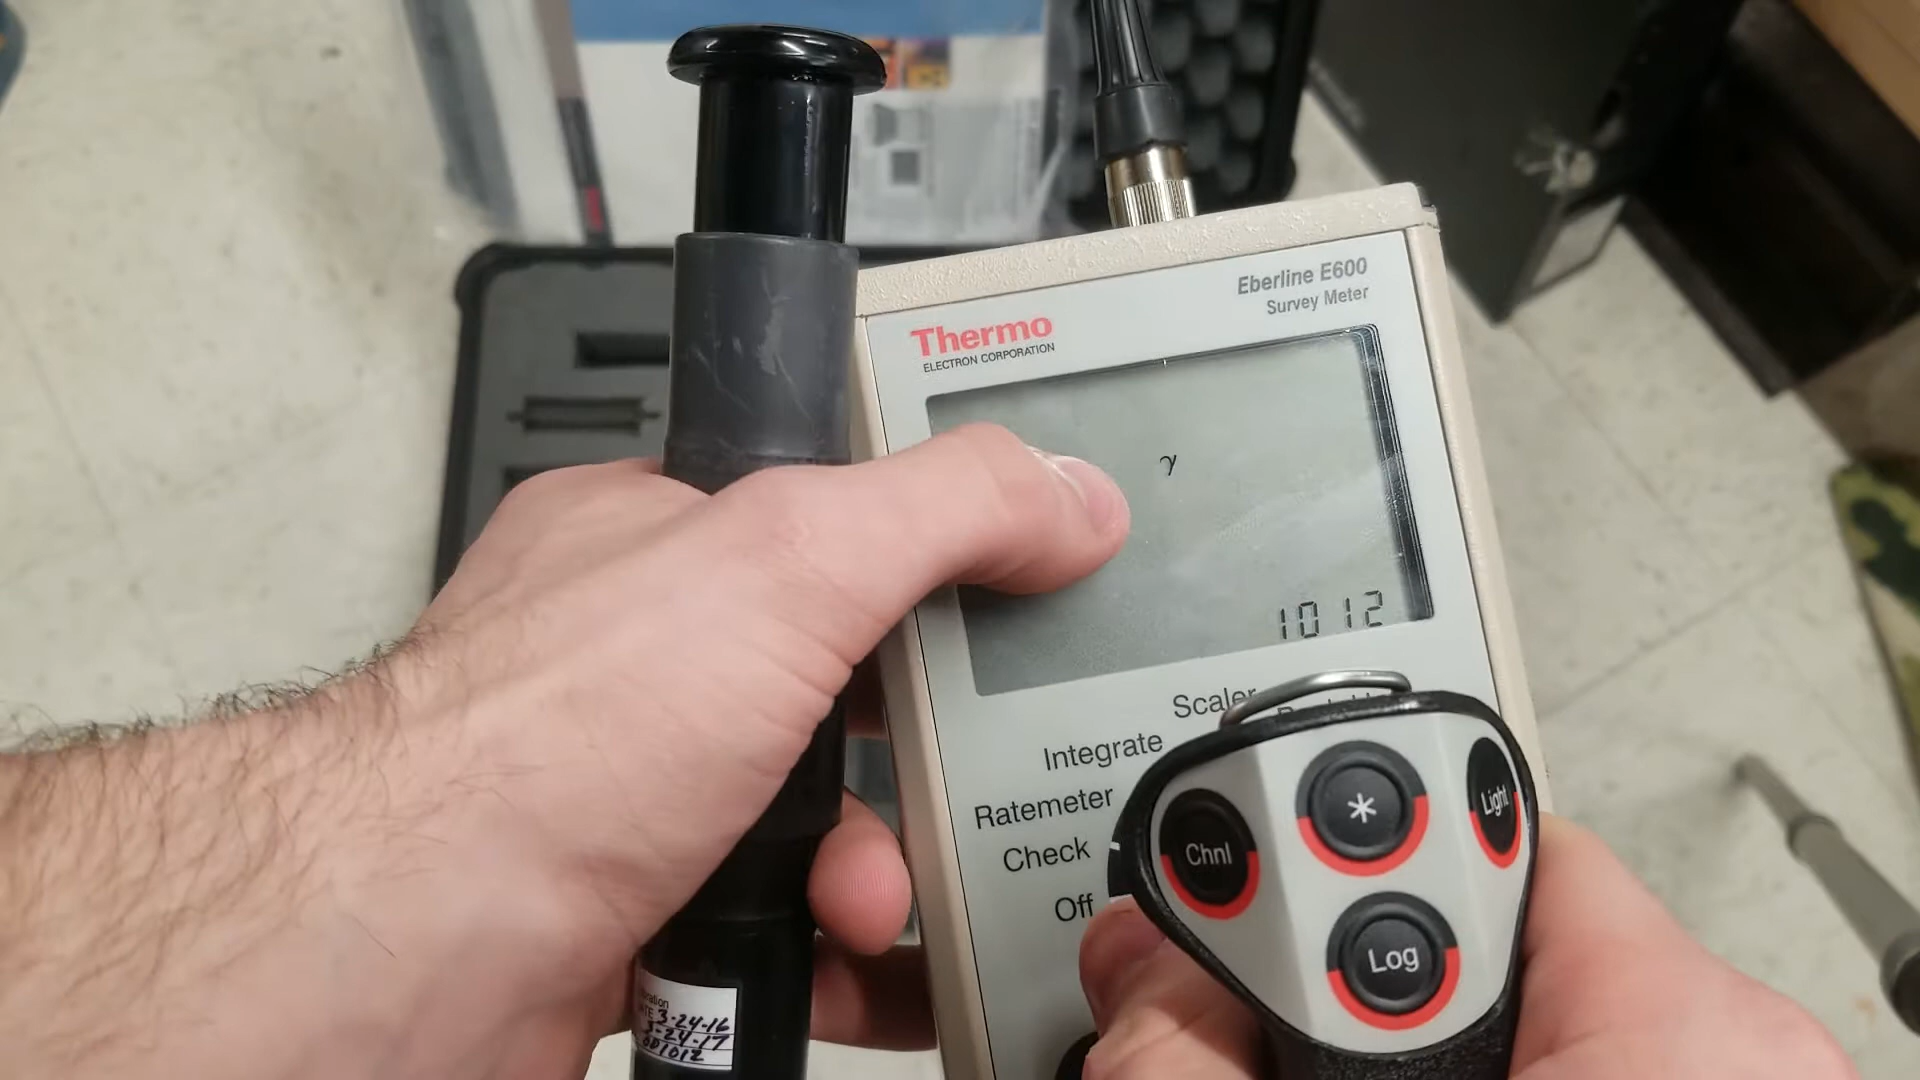 Eberline E600
Survey Meter
Thermo
ELECTRON CORPORATION
γ
1012
Scaler
Integrate
Ratemeter
Check
Off
*
Light
Chnl
Log
3-24-16
3-24-17
001012